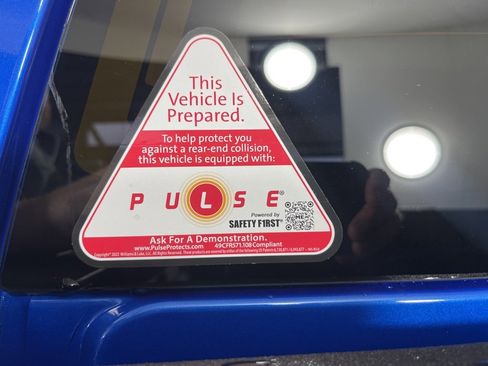 This
Vehicle Is
Prepared.
To help protect you
against a rear-end collision,
this vehicle is equipped with:
PULSE®
Powered by
SAFETY F1RST®
Ask For A Demonstration.
www.PulseProtects.com 49CFR571.108 Compliant